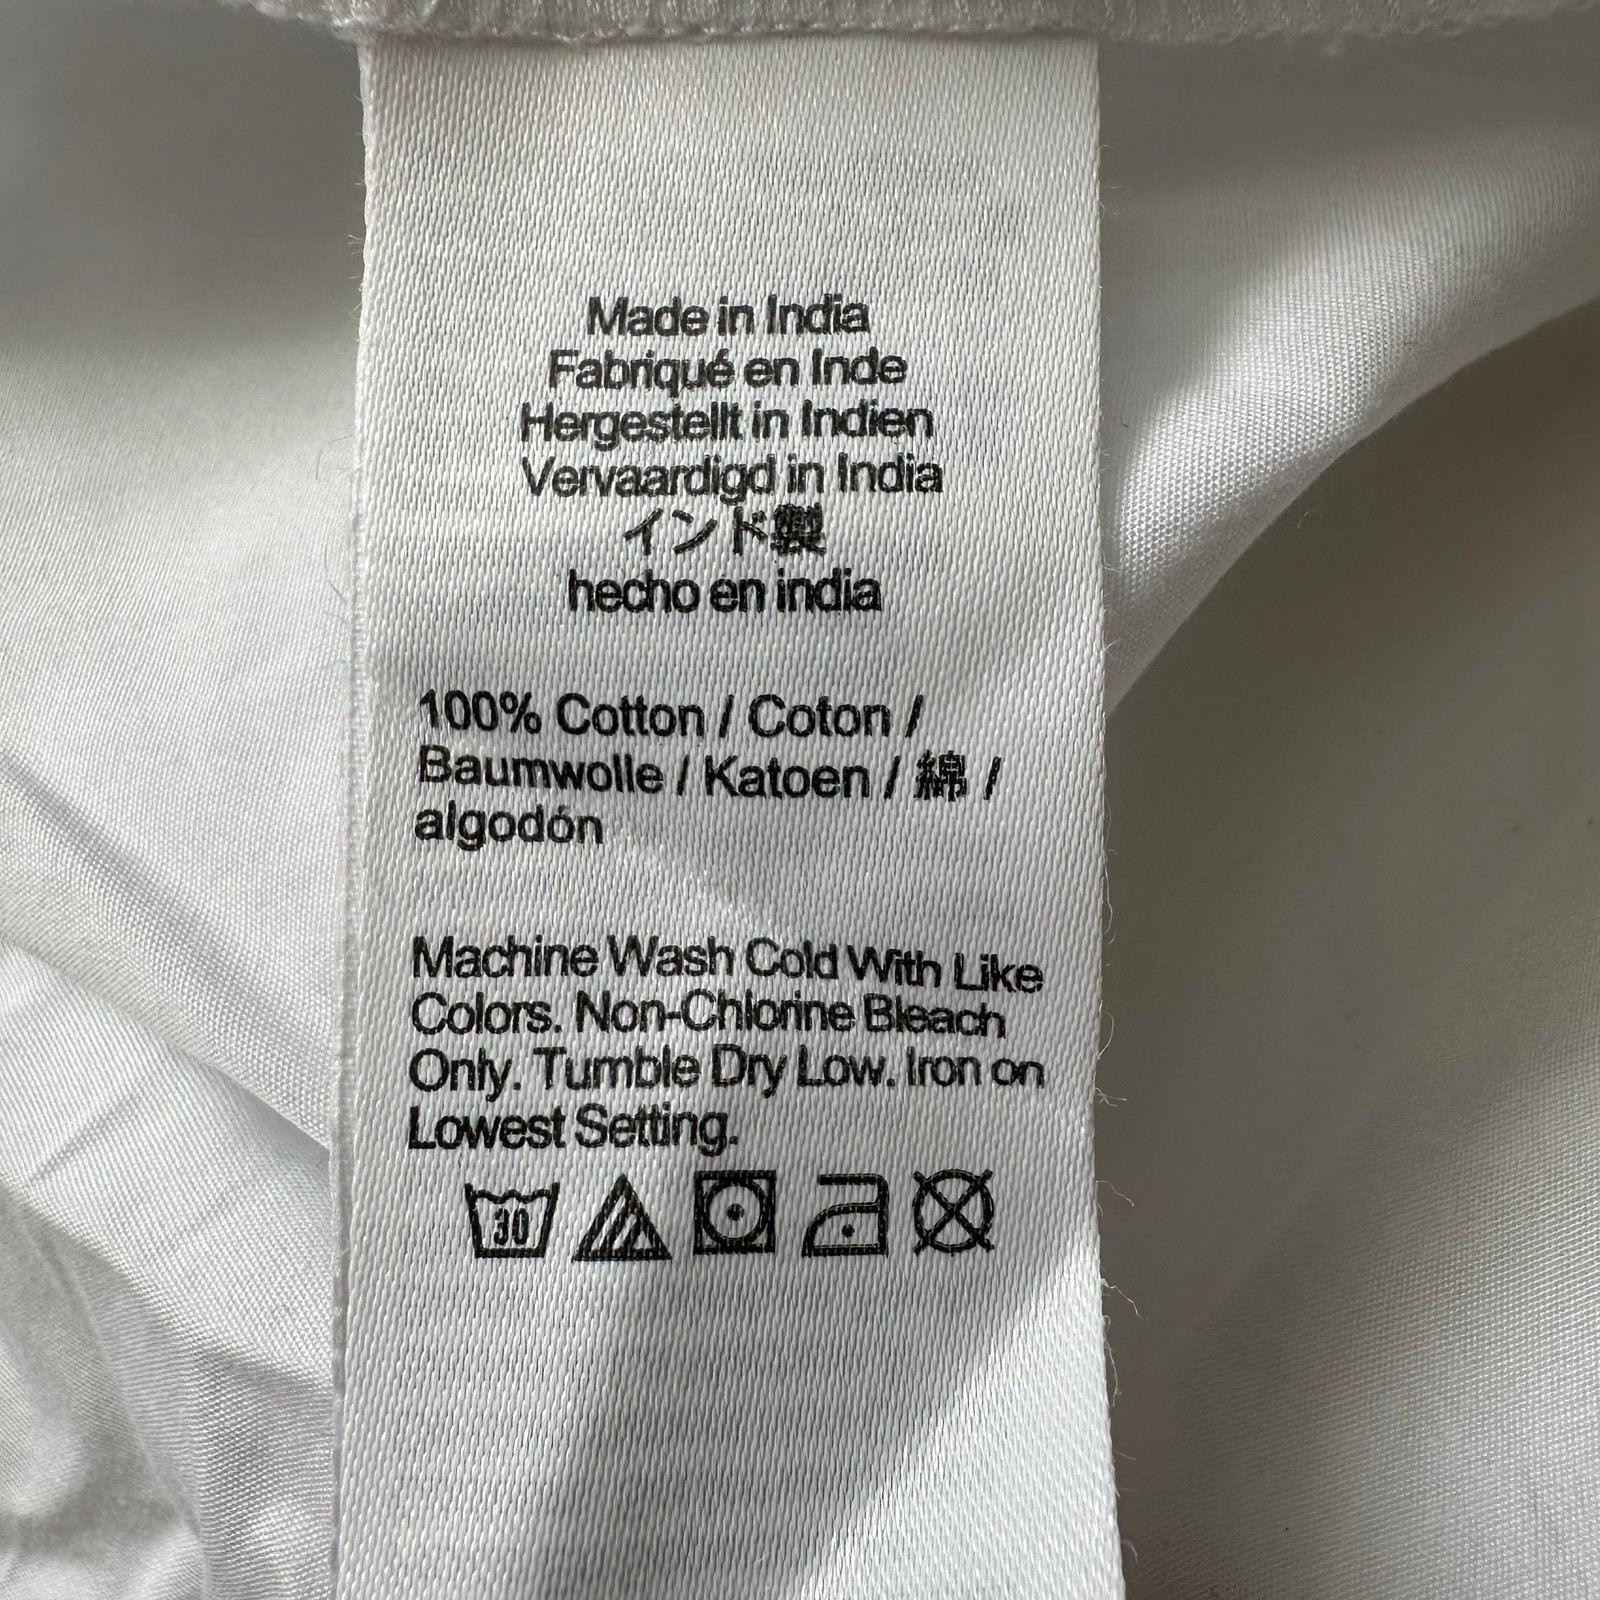 Made in India
Fabriqué en Inde
Hergestellt in Indien
Vervaardigd in India
インド製
hecho en india
100% Cotton / Coton /
Baumwolle / Katoen / 綿 /
algodón
Machine Wash Cold With Like
Colors. Non-Chlorine Bleach
Only. Tumble Dry Low. Iron on
Lowest Setting.
30